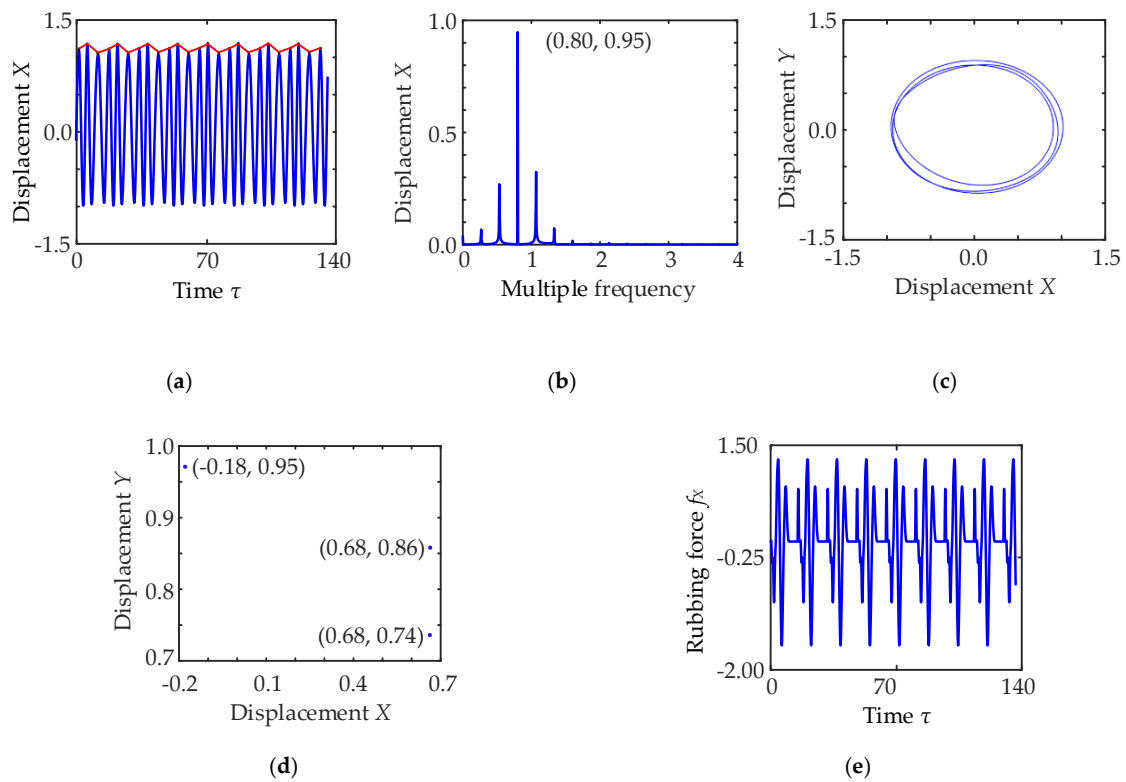 1.5
0.0
-1.5
0
70
140
Displacement X
Time τ
(a)
1.0
0.5
0.0
0
1
2
3
4
(0.80, 0.95)
Displacement X
Multiple frequency
(b)
1.5
0.0
-1.5
-1.5
0.0
1.5
Displacement Y
Displacement X
(c)
1.0
0.9
0.8
0.7
-0.2
0.1
0.4
0.7
(-0.18, 0.95)
(0.68, 0.86)
(0.68, 0.74)
Displacement Y
Displacement X
(d)
1.50
-0.25
-2.00
0
70
140
Rubbing force fX
Time τ
(e)